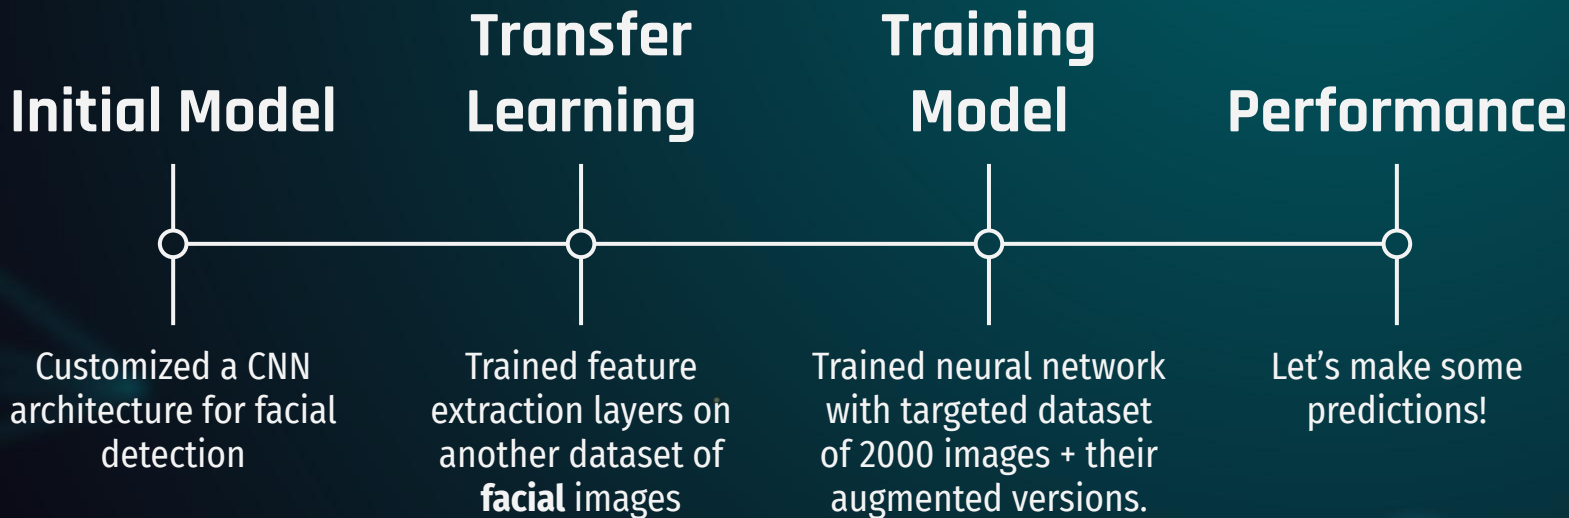 Initial Model
Transfer
Learning
Training
Model
Performance
Customized a CNN
architecture for facial
detection
Trained feature
extraction layers on
another dataset of
facial images
Trained neural network
with targeted dataset
of 2000 images + their
augmented versions.
Let’s make some
predictions!